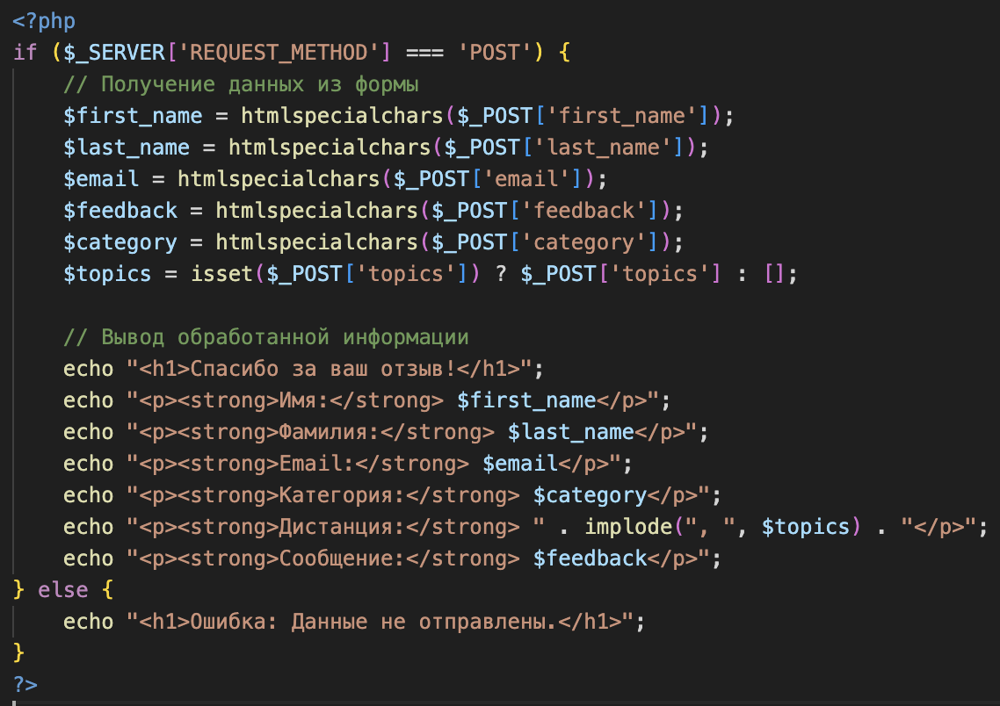 <?php
if ($_SERVER['REQUEST_METHOD'] === 'POST') {
    // Получение данных из формы
    $first_name = htmlspecialchars($_POST['first_name']);
    $last_name = htmlspecialchars($_POST['last_name']);
    $email = htmlspecialchars($_POST['email']);
    $feedback = htmlspecialchars($_POST['feedback']);
    $category = htmlspecialchars($_POST['category']);
    $topics = isset($_POST['topics']) ? $_POST['topics'] : [];

    // Вывод обработанной информации
    echo "<h1>Спасибо за ваш отзыв!</h1>";
    echo "<p><strong>Имя:</strong> $first_name</p>";
    echo "<p><strong>Фамилия:</strong> $last_name</p>";
    echo "<p><strong>Email:</strong> $email</p>";
    echo "<p><strong>Категория:</strong> $category</p>";
    echo "<p><strong>Дистанция:</strong> " . implode(", ", $topics) . "</p>";
    echo "<p><strong>Сообщение:</strong> $feedback</p>";
} else {
    echo "<h1>Ошибка: Данные не отправлены.</h1>";
}
?>